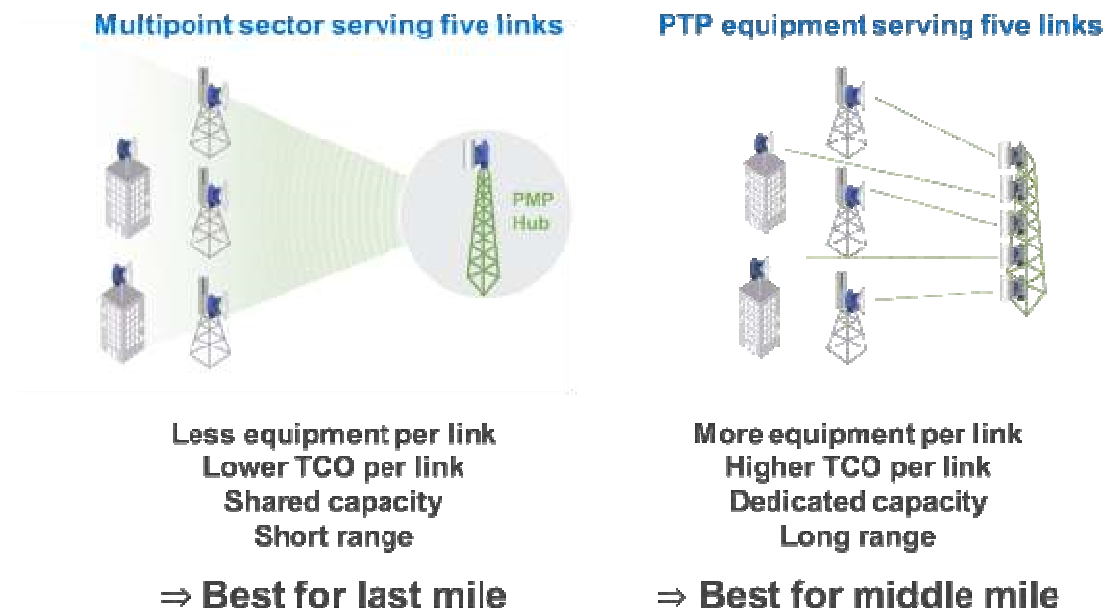 Multipoint sector serving five links
PTP equipment serving five links
PMP
Hub
Less equipment per link
Lower TCO per link
Shared capacity
Short range
⇒ Best for last mile
More equipment per link
Higher TCO per link
Dedicated capacity
Long range
⇒ Best for middle mile